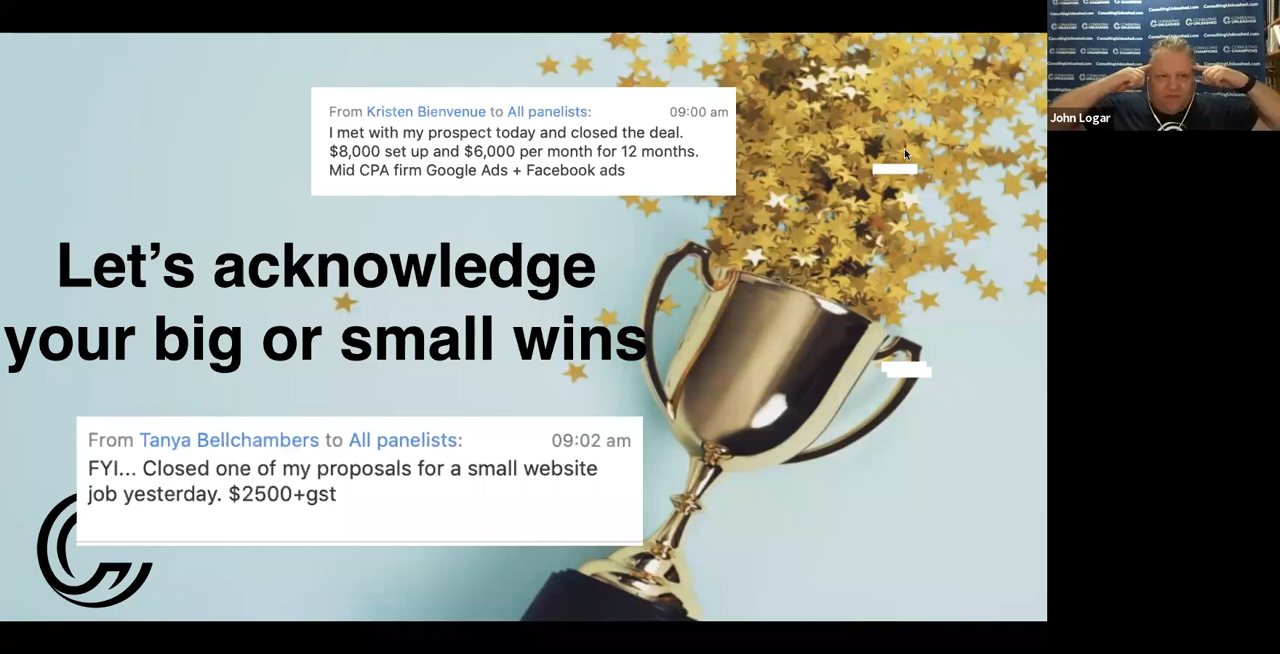 From Kristen Bienvenue to All panelists: 09:00 am
I met with my prospect today and closed the deal.
$8,000 set up and $6,000 per month for 12 months.
Mid CPA firm Google Ads + Facebook ads
Let’s acknowledge
your big or small wins
From Tanya Bellchambers to All panelists: 09:02 am
FYI... Closed one of my proposals for a small website
job yesterday. $2500+gst
ConsultingUnleashed.com
John Logar